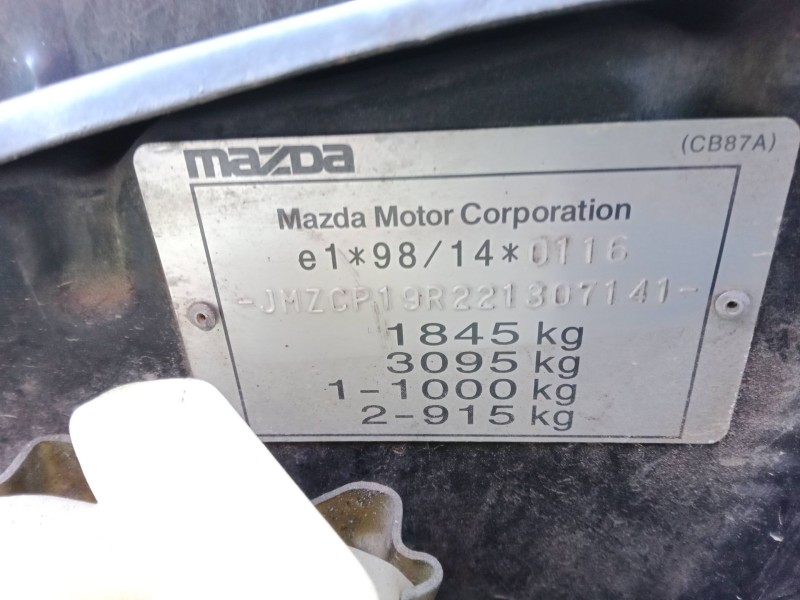 mazda (CB87A)
Mazda Motor Corporation
e1*98/14*0116
-JMZCP19R221307141-
1845 kg
3095 kg
1-1000 kg
2-915 kg